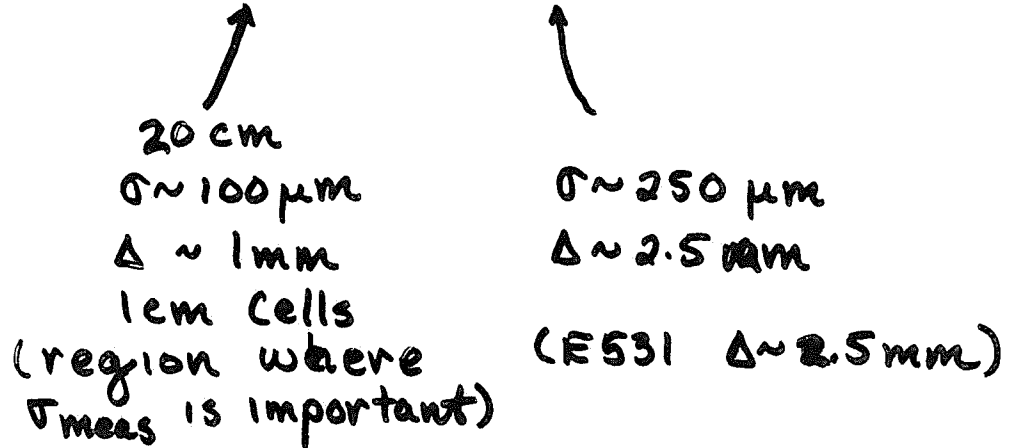 20 cm
σ ~ 100 μm
Δ ~ 1mm
1cm Cells
(region where
σmeas is important)
σ ~ 250 μm
Δ ~ 2.5 mm
(E531 Δ ~ 2.5mm)